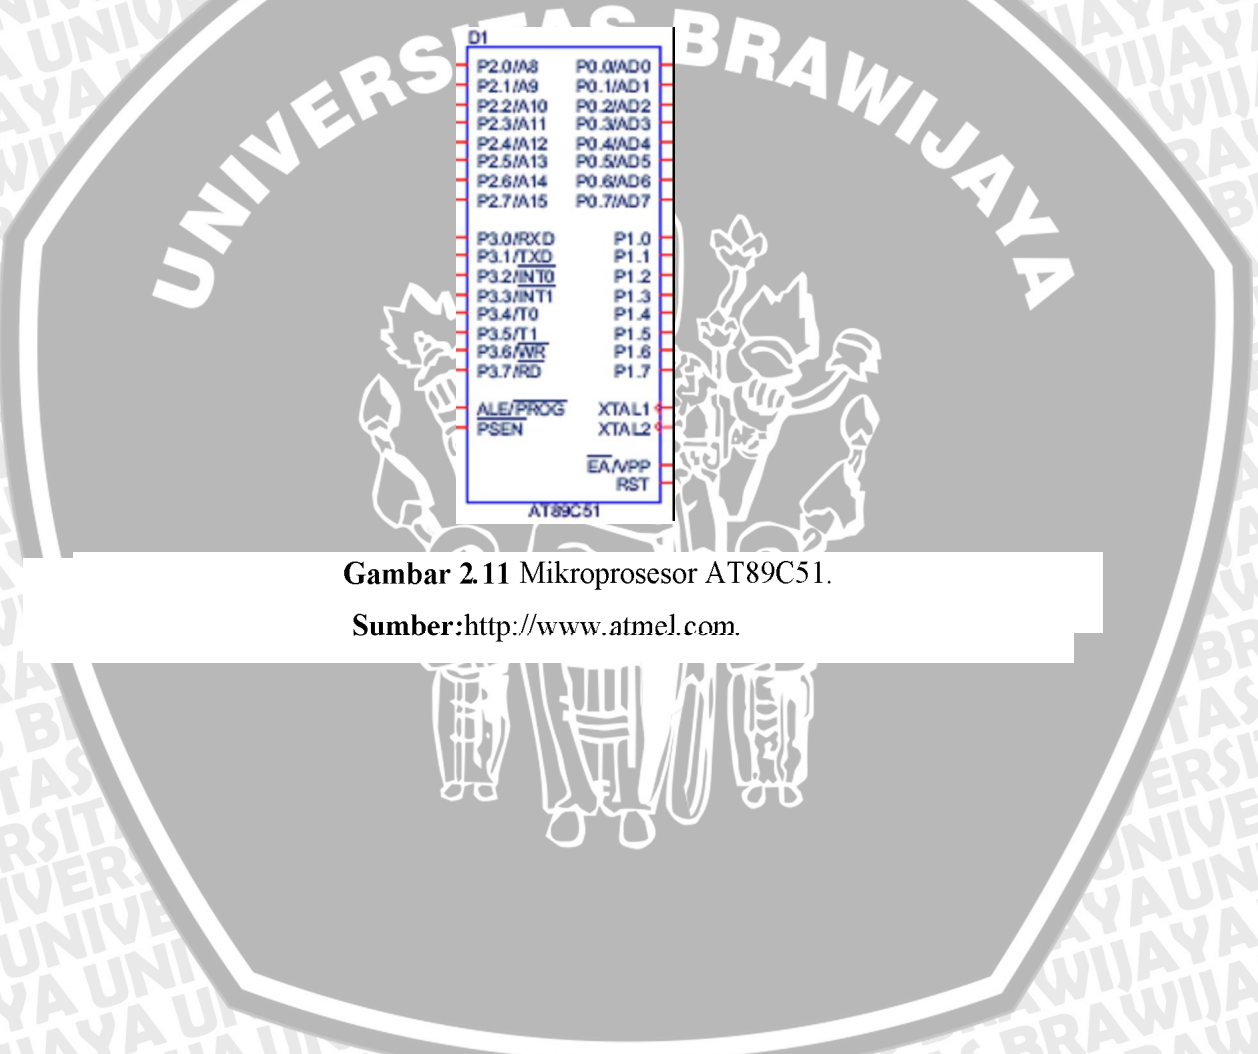 UNIVERSITAS BRAWIJAYA
D1
P2.0/A8 P0.0/AD0
P2.1/A9 P0.1/AD1
P2.2/A10 P0.2/AD2
P2.3/A11 P0.3/AD3
P2.4/A12 P0.4/AD4
P2.5/A13 P0.5/AD5
P2.6/A14 P0.6/AD6
P2.7/A15 P0.7/AD7
P3.0/RXD P1.0
P3.1/TXD P1.1
P3.2/INT0 P1.2
P3.3/INT1 P1.3
P3.4/T0 P1.4
P3.5/T1 P1.5
P3.6/WR P1.6
P3.7/RD P1.7
ALE/PROG XTAL1
PSEN XTAL2
EA/VPP
RST
AT89C51
Gambar 2.11 Mikroprosesor AT89C51.
Sumber:http://www.atmel.com.